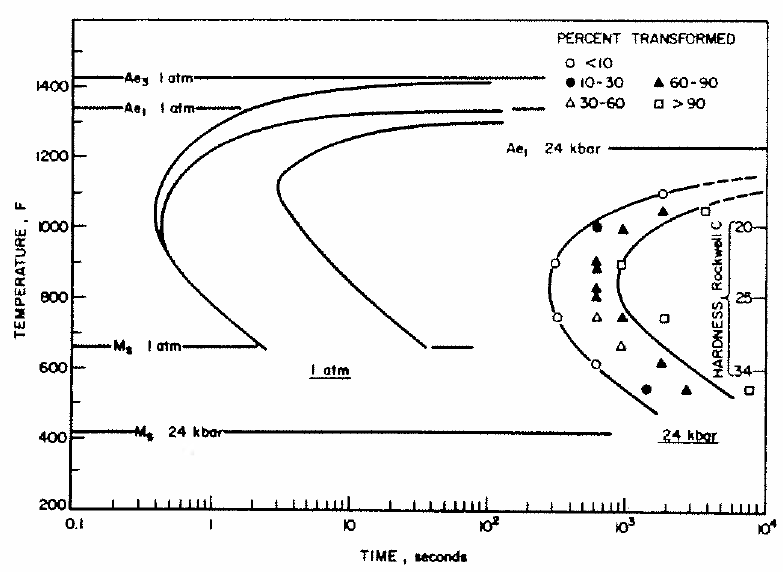 PERCENT TRANSFORMED
<10
10-30
60-90
30-60
>90
Ae3 1 atm
Ae1 1 atm
Ae1 24 kbar
Ms 1 atm
1 atm
Ms 24 kbar
24 kbar
TEMPERATURE, F
1400
1200
1000
800
600
400
200
HARDNESS, Rockwell C
20
25
34
0.1
1
10
10²
10³
10⁴
TIME, seconds